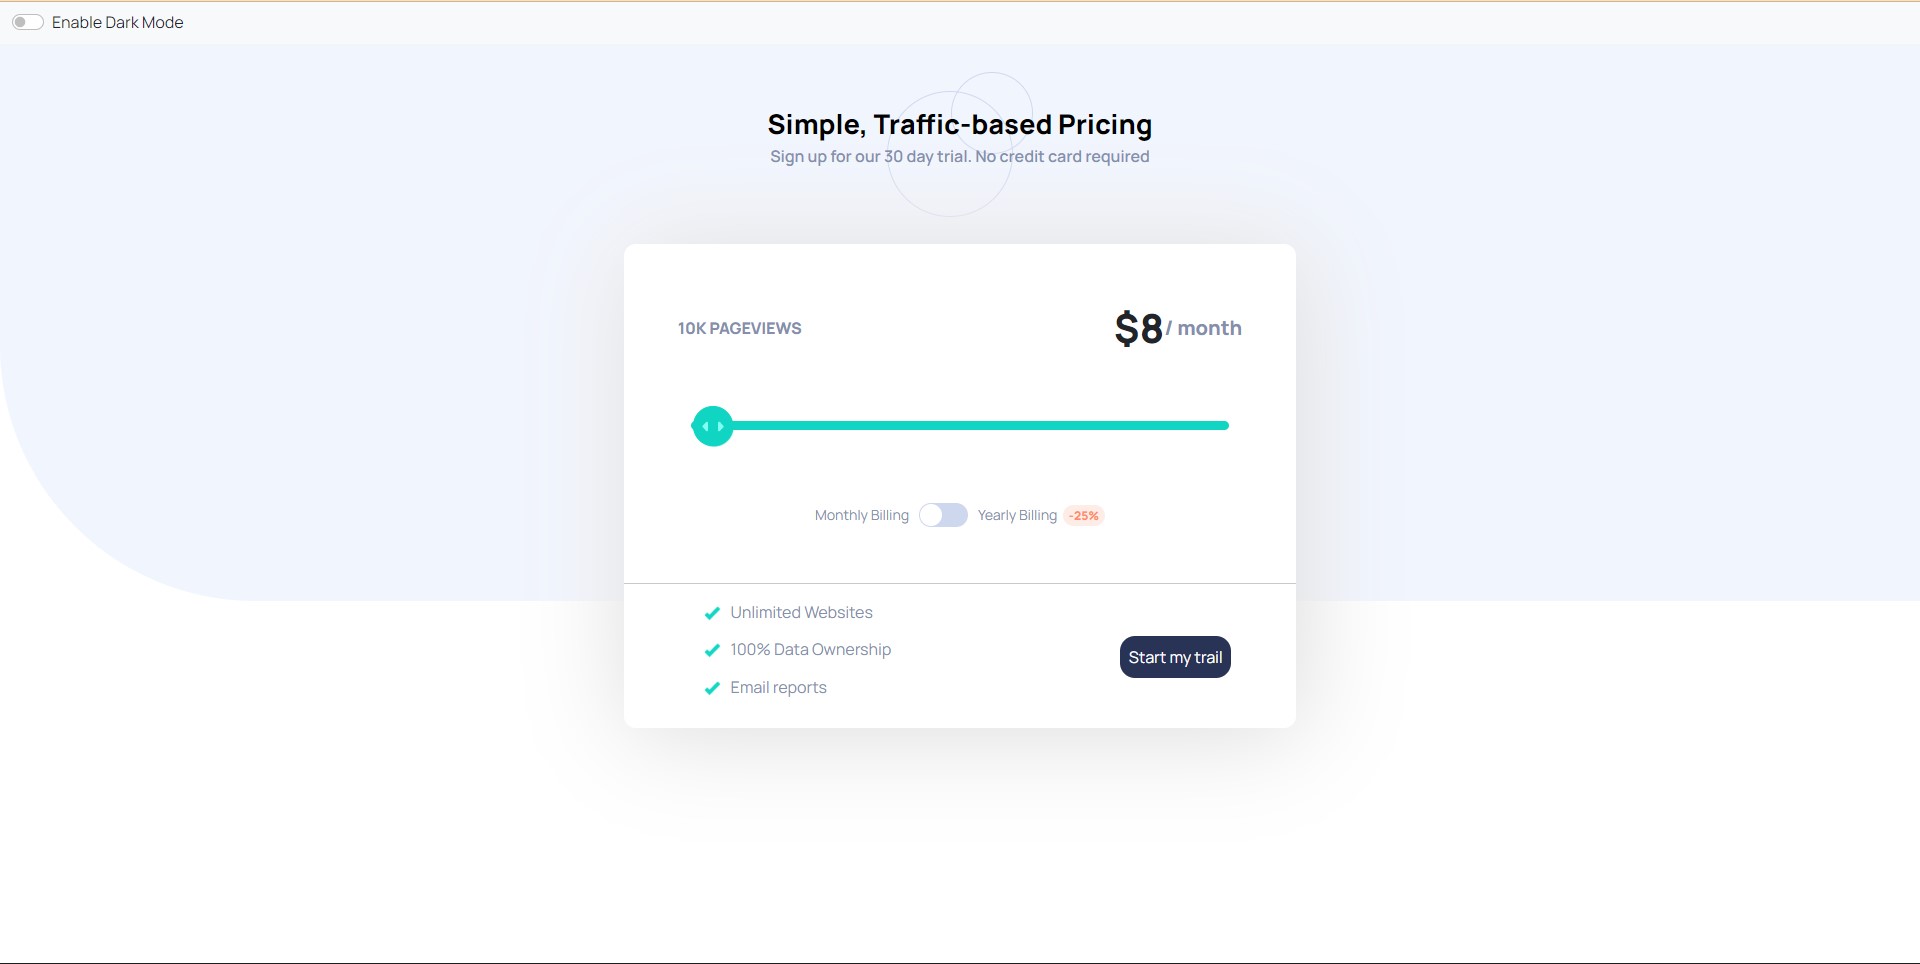 Enable Dark Mode
Simple, Traffic-based Pricing
Sign up for our 30 day trial. No credit card required
10K PAGEVIEWS
$8/ month
Monthly Billing
Yearly Billing -25%
Unlimited Websites
100% Data Ownership
Email reports
Start my trail